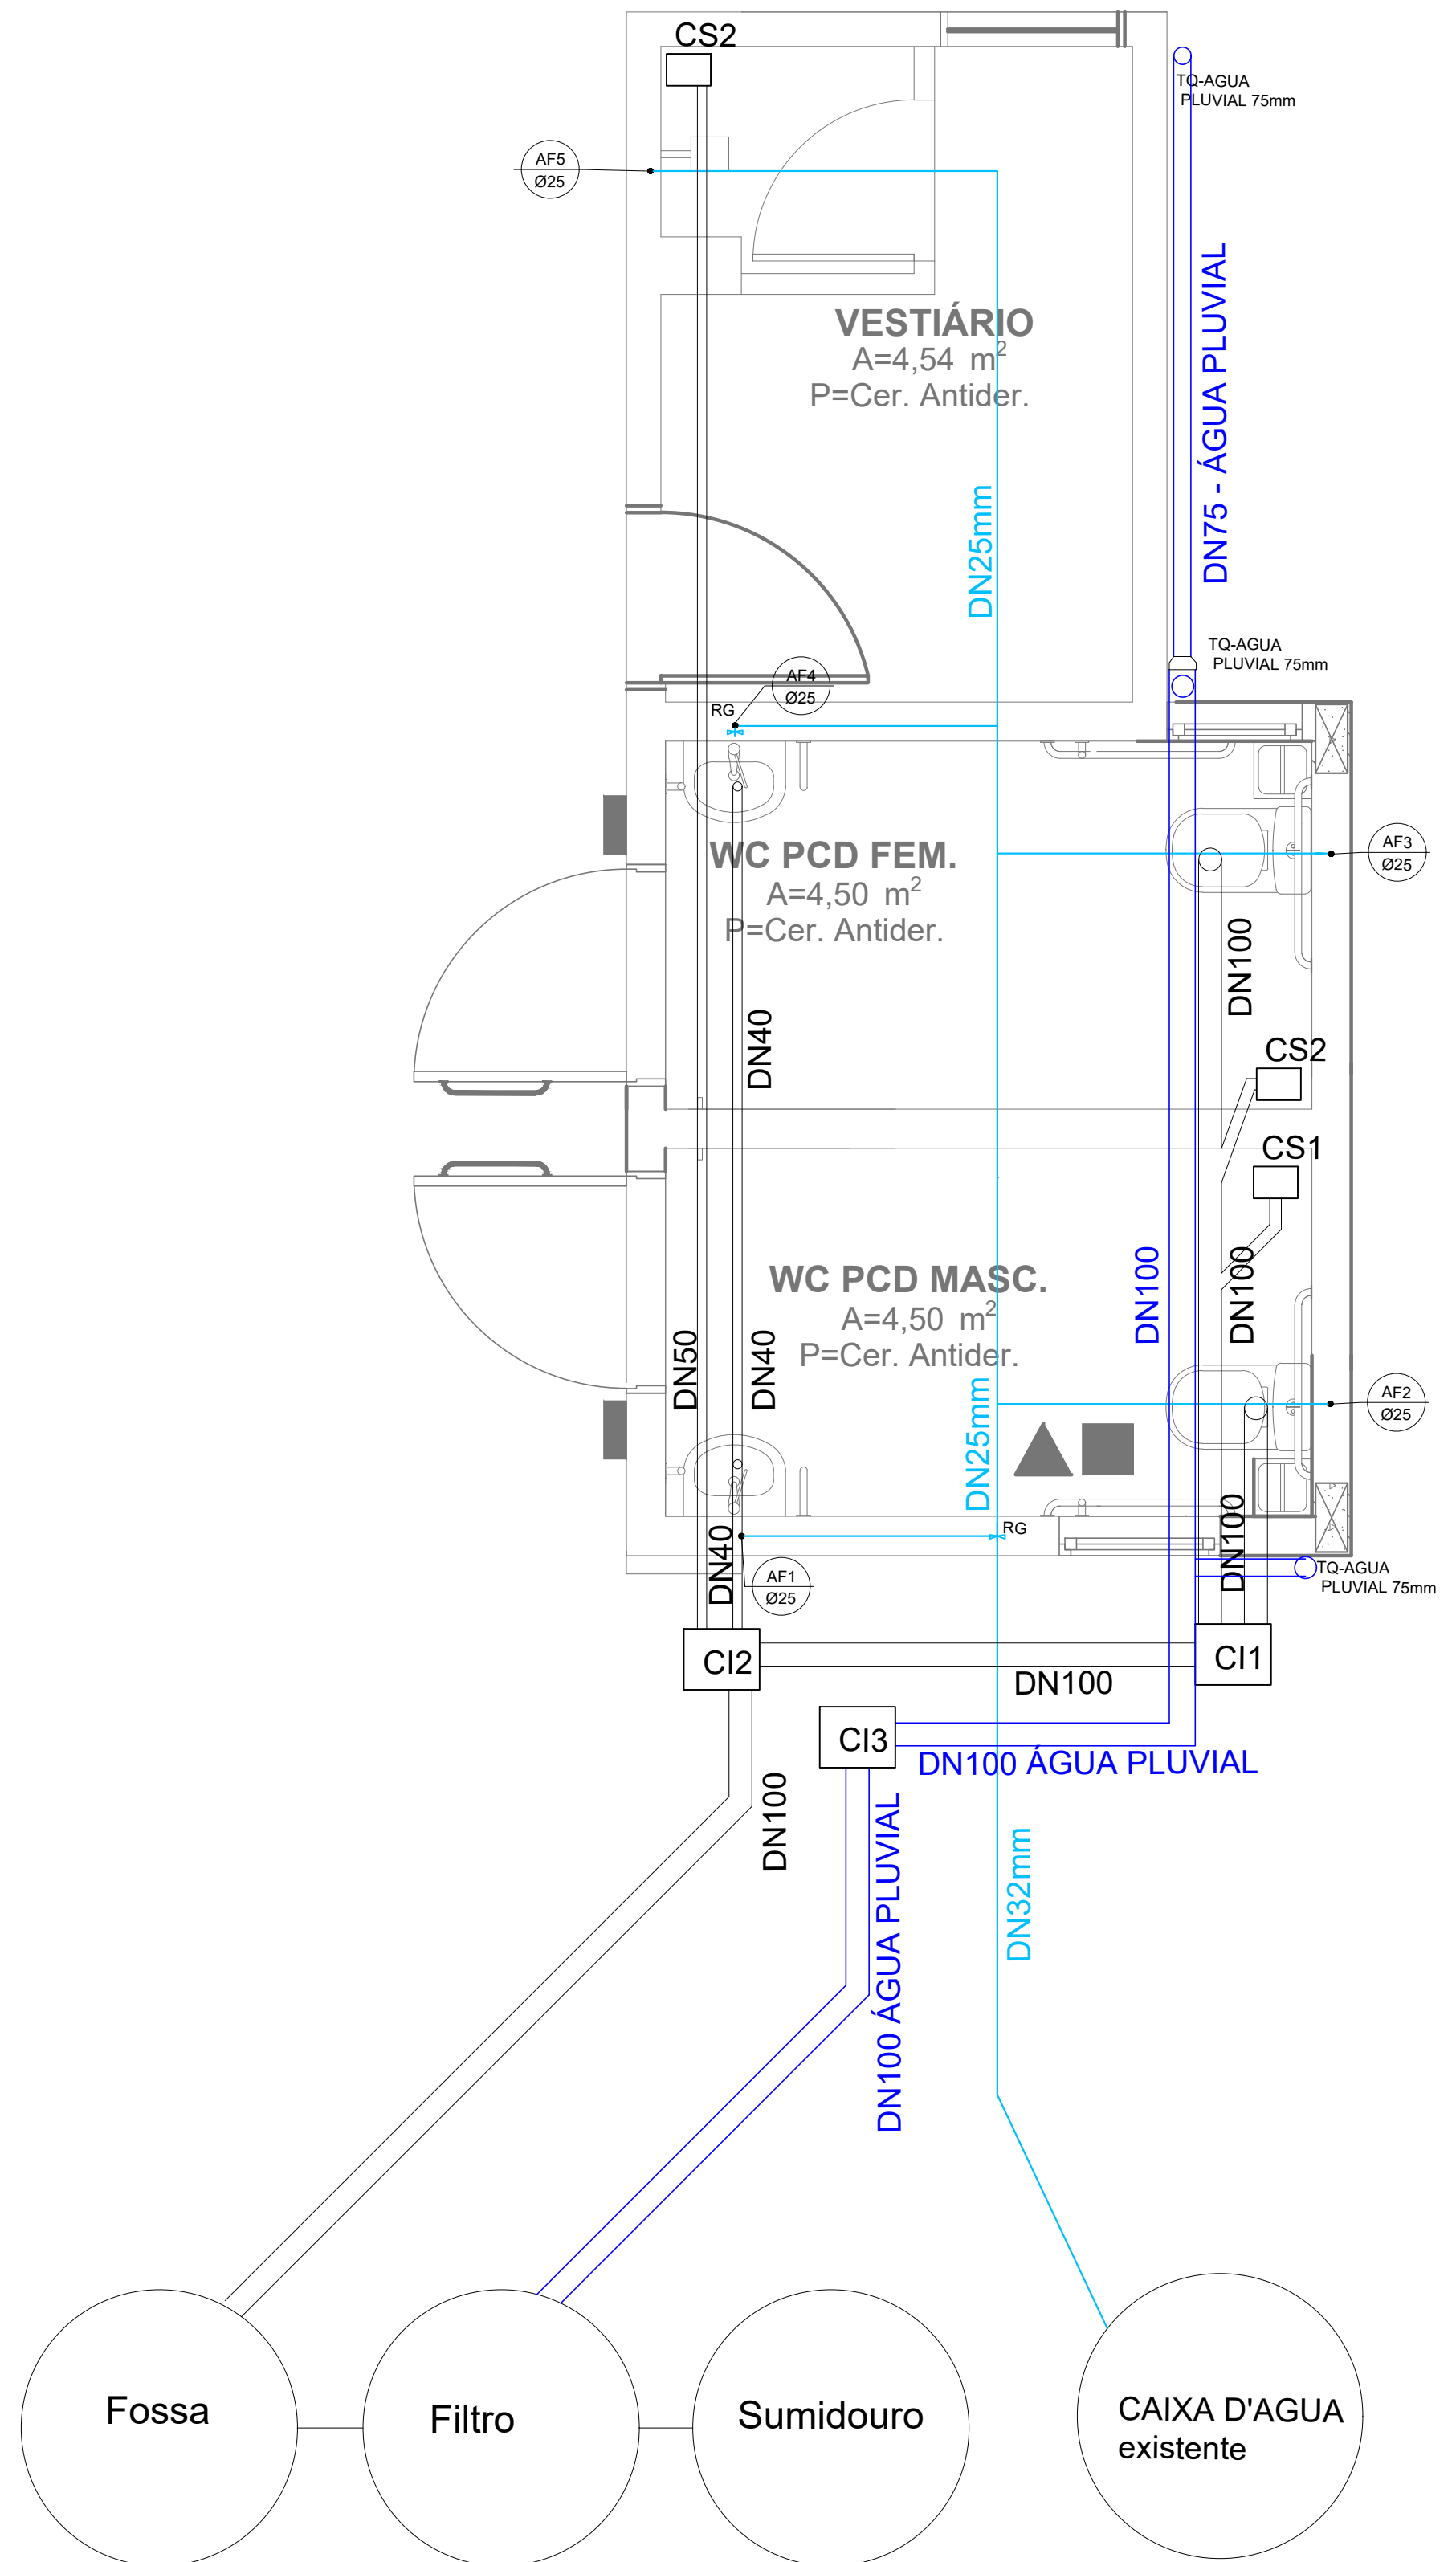 CS2
TQ-AGUA
PLUVIAL 75mm
AF5
Ø25
DN75 - ÁGUA PLUVIAL
VESTIÁRIO
A=4,54 m²
P=Cer. Antider.
DN25mm
TQ-AGUA
PLUVIAL 75mm
AF4
Ø25
RG
WC PCD FEM.
A=4,50 m²
P=Cer. Antider.
AF3
Ø25
DN100
DN40
CS2
CS1
WC PCD MASC.
A=4,50 m²
P=Cer. Antider.
DN100
DN100
DN50
DN40
DN25mm
AF2
Ø25
RG
DN40
DN100
AF1
Ø25
TQ-AGUA
PLUVIAL 75mm
CI2
CI1
DN100
CI3
DN100 ÁGUA PLUVIAL
DN100
DN100 ÁGUA PLUVIAL
DN32mm
Fossa
Filtro
Sumidouro
CAIXA D'AGUA
existente